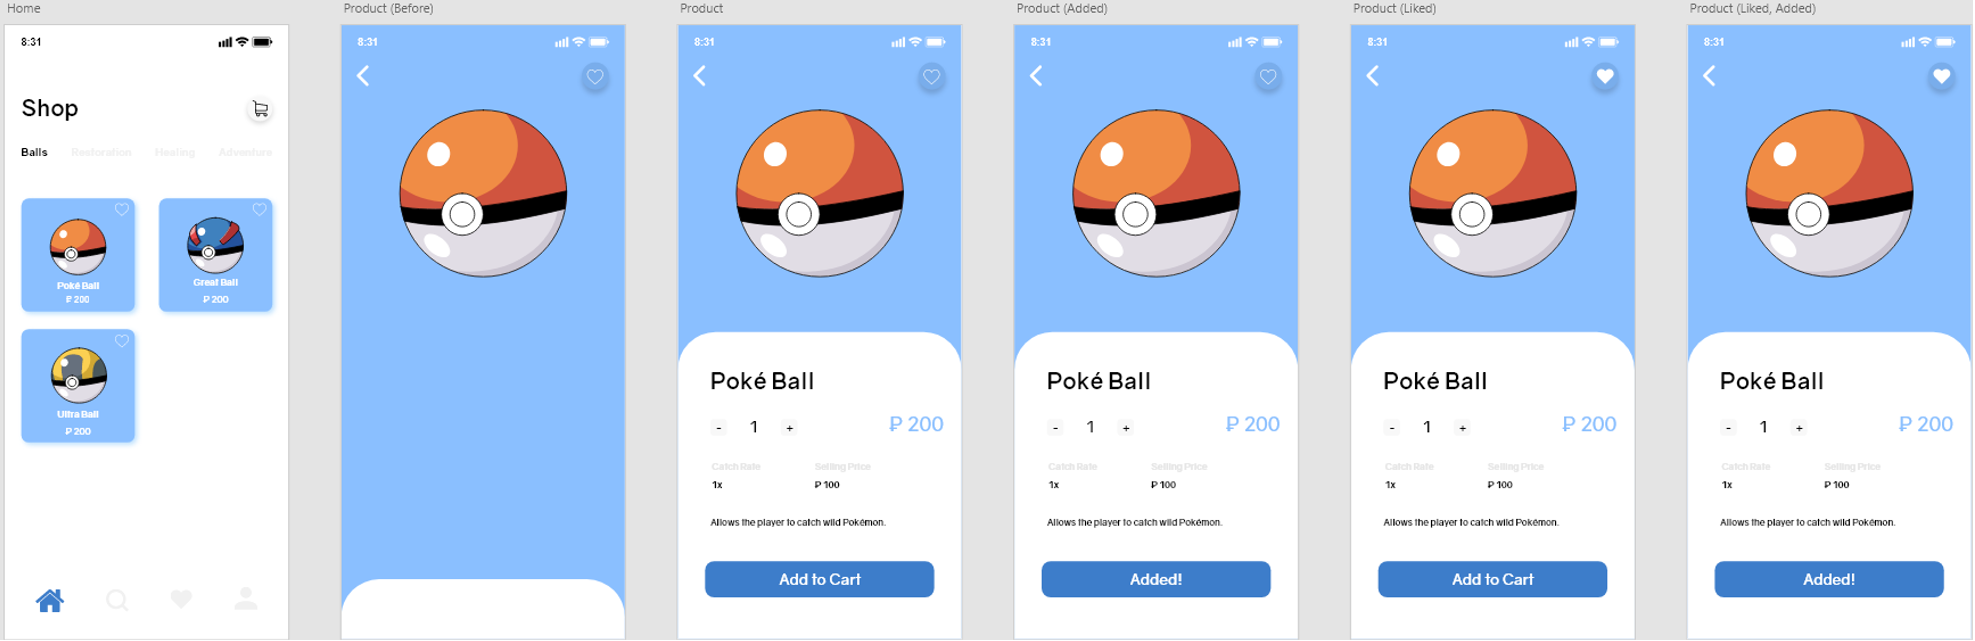 Home
8:31
Shop
Balls Restoration Healing Adventure
Poké Ball
₽ 200
Great Ball
₽ 200
Ultra Ball
₽ 200
Product (Before)
8:31
Product
8:31
Poké Ball
- 1 +
₽ 200
Catch Rate Selling Price
1x ₽ 100
Allows the player to catch wild Pokémon.
Add to Cart
Product (Added)
8:31
Poké Ball
- 1 +
₽ 200
Catch Rate Selling Price
1x ₽ 100
Allows the player to catch wild Pokémon.
Added!
Product (Liked)
8:31
Poké Ball
- 1 +
₽ 200
Catch Rate Selling Price
1x ₽ 100
Allows the player to catch wild Pokémon.
Add to Cart
Product (Liked, Added)
8:31
Poké Ball
- 1 +
₽ 200
Catch Rate Selling Price
1x ₽ 100
Allows the player to catch wild Pokémon.
Added!